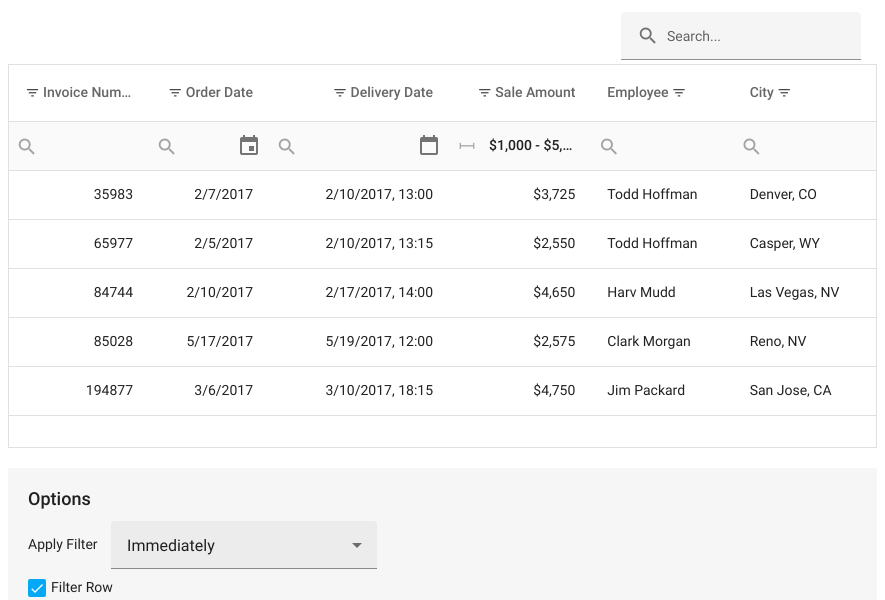 Search...
Invoice Num... Order Date Delivery Date Sale Amount Employee City
$1,000 - $5,...
35983 2/7/2017 2/10/2017, 13:00 $3,725 Todd Hoffman Denver, CO
65977 2/5/2017 2/10/2017, 13:15 $2,550 Todd Hoffman Casper, WY
84744 2/10/2017 2/17/2017, 14:00 $4,650 Harv Mudd Las Vegas, NV
85028 5/17/2017 5/19/2017, 12:00 $2,575 Clark Morgan Reno, NV
194877 3/6/2017 3/10/2017, 18:15 $4,750 Jim Packard San Jose, CA
Options
Apply Filter Immediately
Filter Row